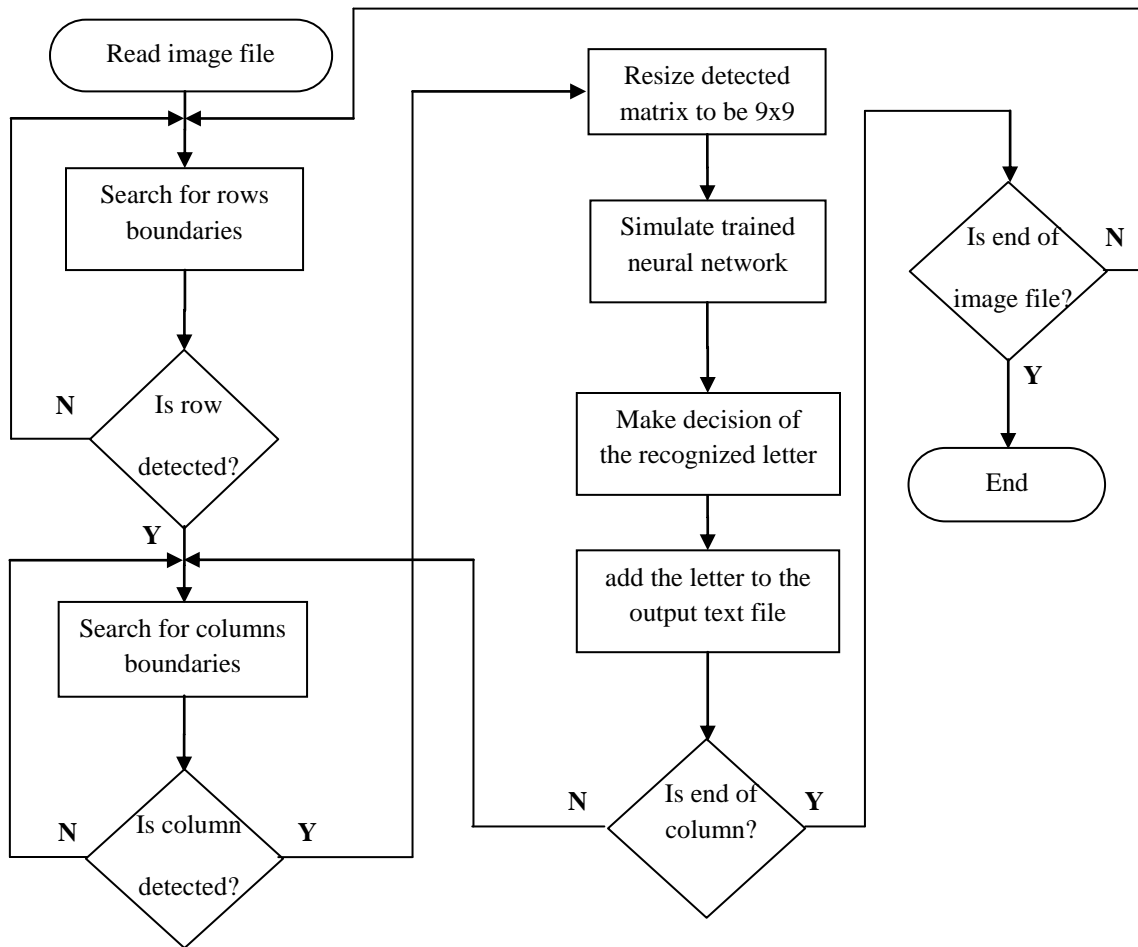 Read image file
Search for rows
boundaries
N
Is row
detected?
Y
Search for columns
boundaries
N
Is column
detected?
Y
Resize detected
matrix to be 9x9
Simulate trained
neural network
Make decision of
the recognized letter
add the letter to the
output text file
N
Is end of
column?
Y
Is end of
image file?
N
Y
End